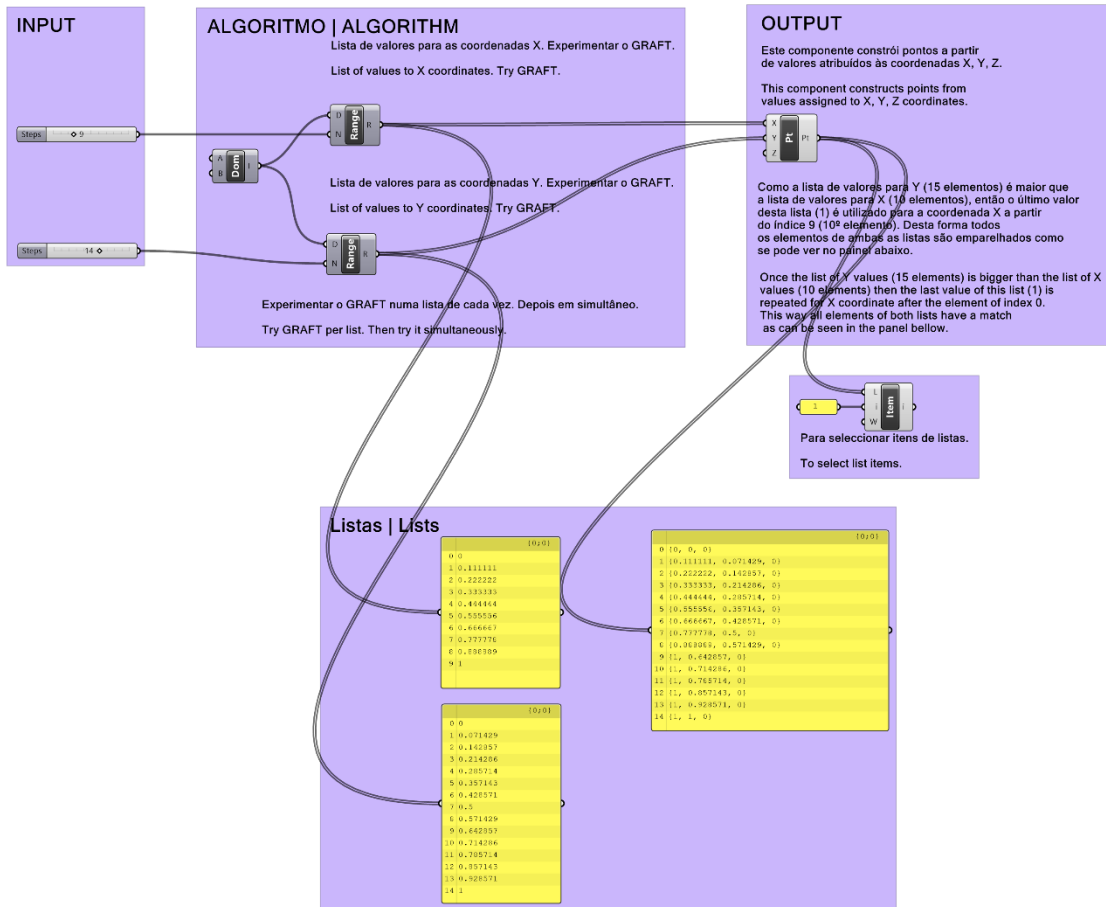 INPUT
Steps 9
Steps 14
ALGORITMO | ALGORITHM
Lista de valores para as coordenadas X. Experimentar o GRAFT.
List of values to X coordinates. Try GRAFT.
D
N
Range
R
A
B
Dom
I
Lista de valores para as coordenadas Y. Experimentar o GRAFT.
List of values to Y coordinates. Try GRAFT.
D
N
Range
R
Experimentar o GRAFT numa lista de cada vez. Depois em simultâneo.
Try GRAFT per list. Then try it simultaneously.
OUTPUT
Este componente constrói pontos a partir
de valores atribuídos às coordenadas X, Y, Z.
This component constructs points from
values assigned to X, Y, Z coordinates.
X
Y
Z
Pt
Pt
Como a lista de valores para Y (15 elementos) é maior que
a lista de valores para X (10 elementos), então o último valor
desta lista (1) é utilizado para a coordenada X a partir
do índice 9 (10º elemento). Desta forma todos
os elementos de ambas as listas são emparelhados como
se pode ver no painel abaixo.
Once the list of Y values (15 elements) is bigger than the list of X
values (10 elements) then the last value of this list (1) is
repeated for X coordinate after the element of index 0.
This way all elements of both lists have a match
as can be seen in the panel bellow.
1
L
i
W
Item
i
Para seleccionar itens de listas.
To select list items.
Listas | Lists
{0;0}
0 0
1 0.111111
2 0.222222
3 0.333333
4 0.444444
5 0.555556
6 0.666667
7 0.777778
8 0.888889
9 1
{0;0}
0 0
1 0.071429
2 0.142857
3 0.214286
4 0.285714
5 0.357143
6 0.428571
7 0.5
8 0.571429
9 0.642857
10 0.714286
11 0.785714
12 0.857143
13 0.928571
14 1
{0;0}
0 {0, 0, 0}
1 {0.111111, 0.071429, 0}
2 {0.222222, 0.142857, 0}
3 {0.333333, 0.214286, 0}
4 {0.444444, 0.285714, 0}
5 {0.555556, 0.357143, 0}
6 {0.666667, 0.428571, 0}
7 {0.777778, 0.5, 0}
8 {0.888889, 0.571429, 0}
9 {1, 0.642857, 0}
10 {1, 0.714286, 0}
11 {1, 0.785714, 0}
12 {1, 0.857143, 0}
13 {1, 0.928571, 0}
14 {1, 1, 0}